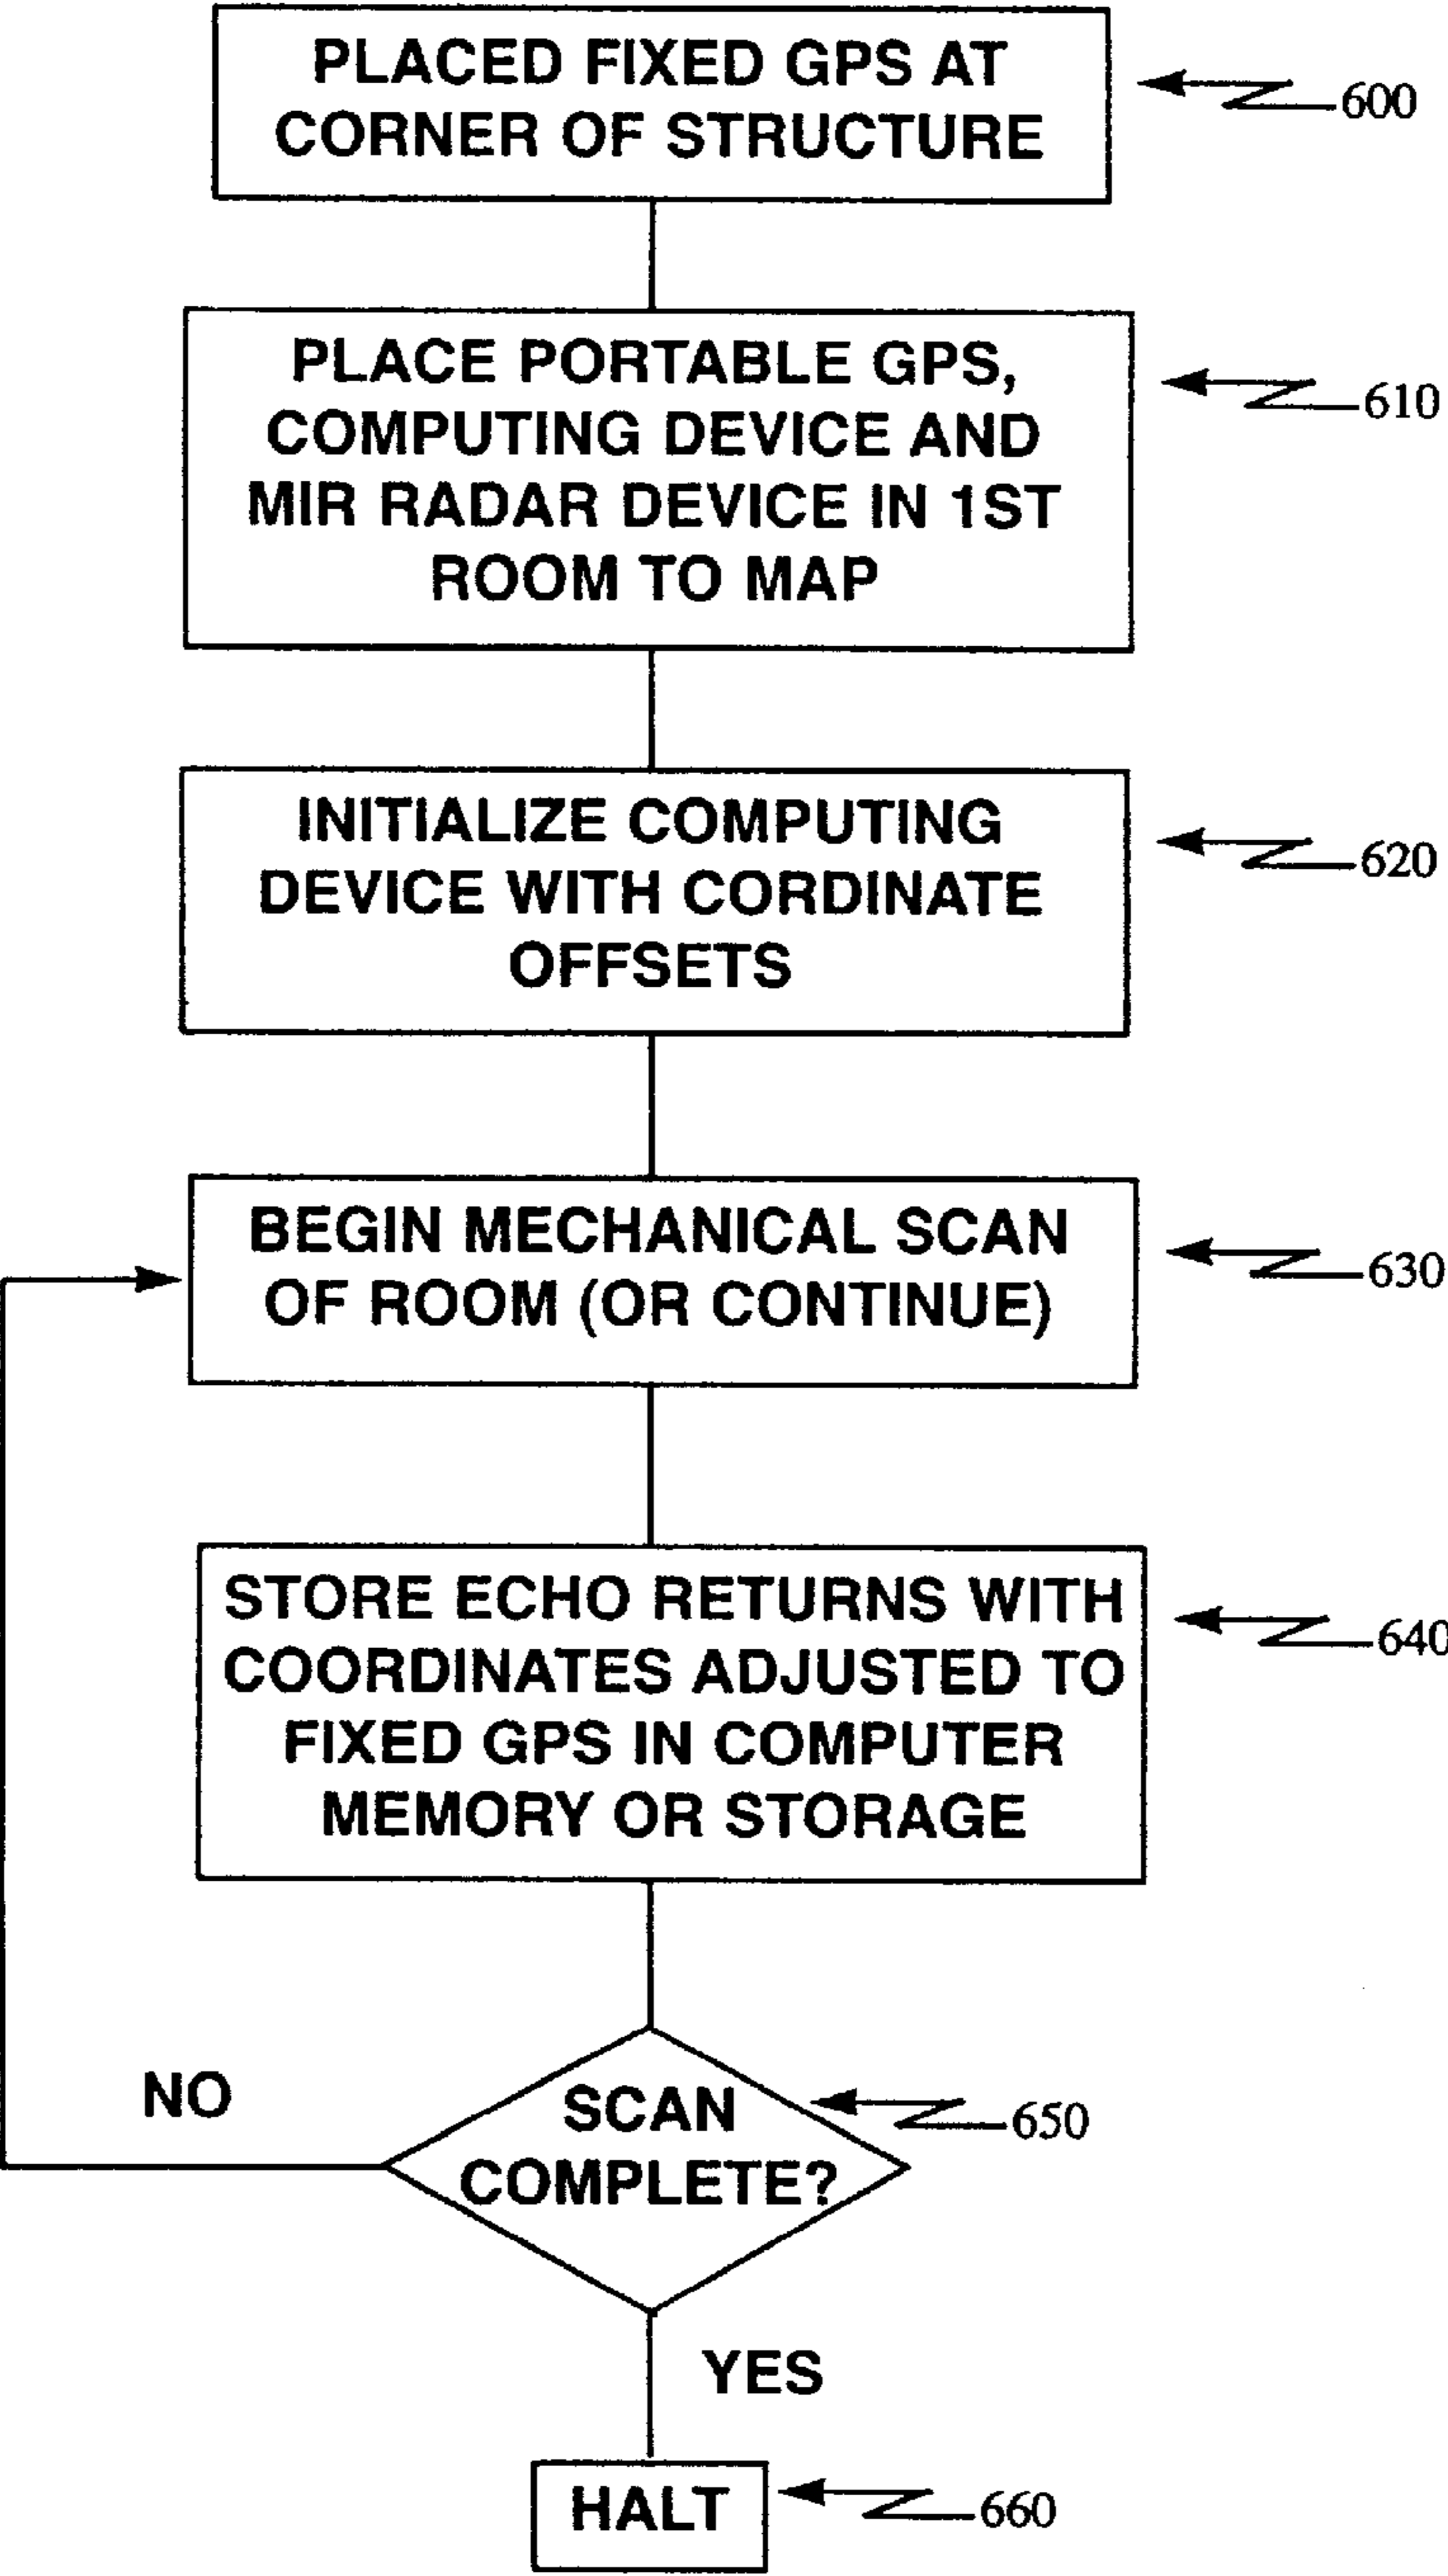 PLACED FIXED GPS AT
CORNER OF STRUCTURE
600
PLACE PORTABLE GPS,
COMPUTING DEVICE AND
MIR RADAR DEVICE IN 1ST
ROOM TO MAP
610
INITIALIZE COMPUTING
DEVICE WITH CORDINATE
OFFSETS
620
BEGIN MECHANICAL SCAN
OF ROOM (OR CONTINUE)
630
STORE ECHO RETURNS WITH
COORDINATES ADJUSTED TO
FIXED GPS IN COMPUTER
MEMORY OR STORAGE
640
NO
SCAN
COMPLETE?
650
YES
HALT
660